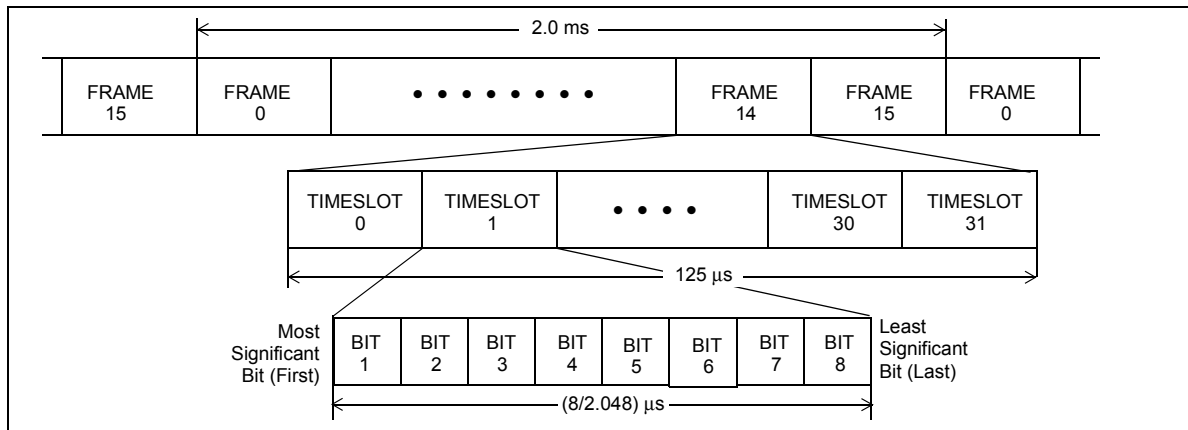 2.0 ms
FRAME 15
FRAME 0
FRAME 14
FRAME 15
FRAME 0
TIMESLOT 0
TIMESLOT 1
TIMESLOT 30
TIMESLOT 31
125 μs
Most
Significant
Bit (First)
BIT 1
BIT 2
BIT 3
BIT 4
BIT 5
BIT 6
BIT 7
BIT 8
Least
Significant
Bit (Last)
(8/2.048) μs